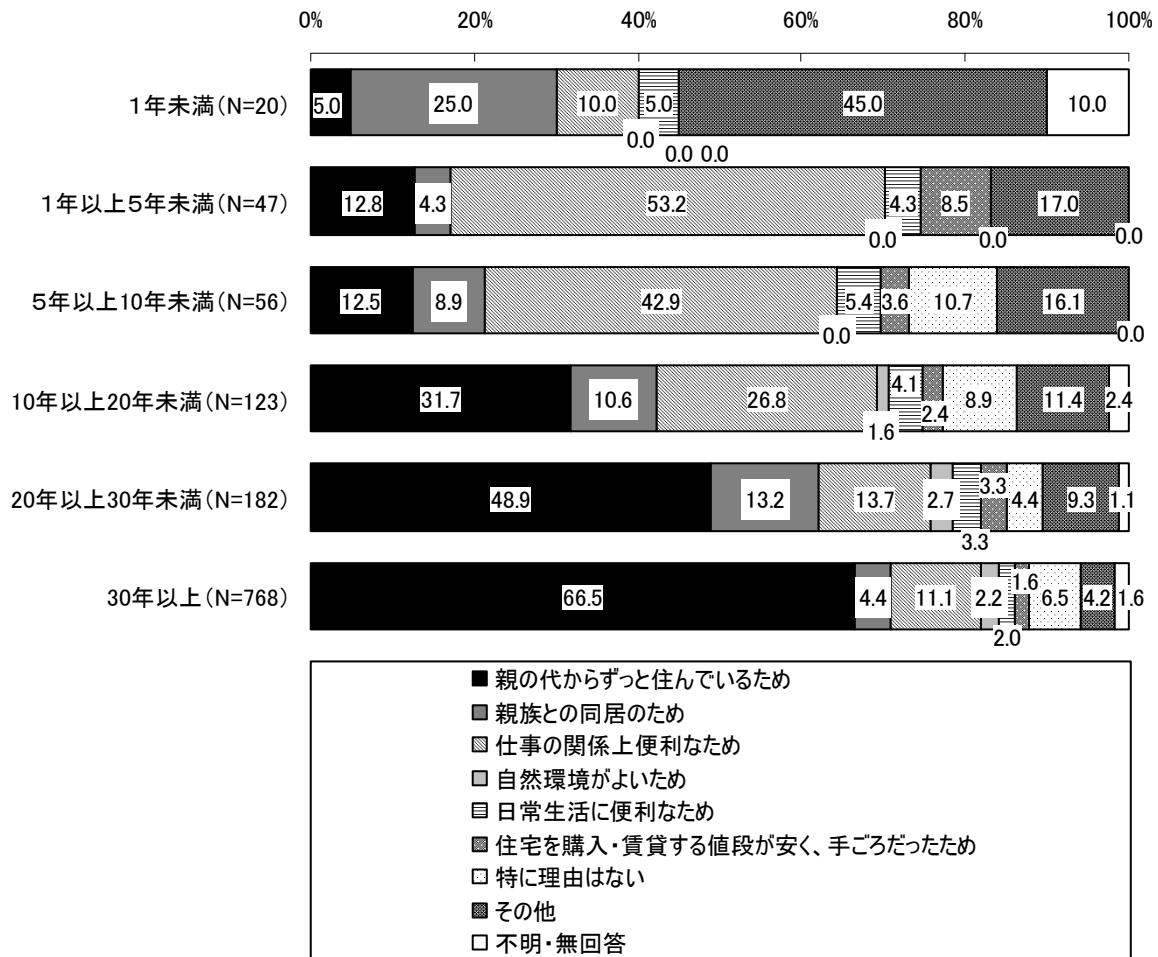 0% 20% 40% 60% 80% 100%
1年未満(N=20) 5.0 25.0 10.0 0.0 5.0 0.0 0.0 45.0 10.0
1年以上5年未満(N=47) 12.8 4.3 53.2 0.0 4.3 8.5 0.0 17.0 0.0
5年以上10年未満(N=56) 12.5 8.9 42.9 0.0 5.4 3.6 10.7 16.1 0.0
10年以上20年未満(N=123) 31.7 10.6 26.8 1.6 4.1 2.4 8.9 11.4 2.4
20年以上30年未満(N=182) 48.9 13.2 13.7 2.7 3.3 3.3 4.4 9.3 1.1
30年以上(N=768) 66.5 4.4 11.1 2.2 2.0 1.6 6.5 4.2 1.6
親の代からずっと住んでいるため
親族との同居のため
仕事の関係上便利なため
自然環境がよいため
日常生活に便利なため
住宅を購入・賃貸する値段が安く、手ごろだったため
特に理由はない
その他
不明・無回答